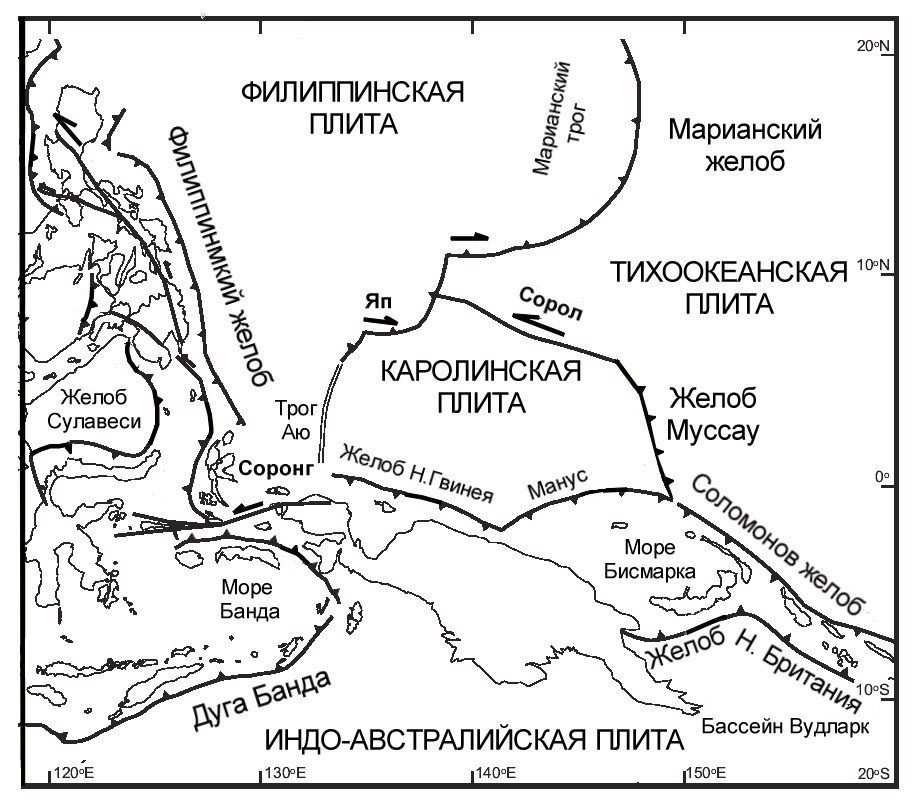 20°N
ФИЛИППИНСКАЯ
ПЛИТА
Марианский
трог
Марианский
желоб
Филиппинмкий желоб
10°N
ТИХООКЕАНСКАЯ
ПЛИТА
Яп
Сорол
КАРОЛИНСКАЯ
ПЛИТА
Желоб
Сулавеси
Трог
Аю
Желоб
Муссау
Соронг
Желоб Н.Гвинея
Манус
0°
Соломонов желоб
Море
Бисмарка
Море
Банда
Желоб Н. Британия
Дуга Банда
10°S
Бассейн Вудларк
ИНДО-АВСТРАЛИЙСКАЯ ПЛИТА
120°E
130°E
140°E
150°E
20°S